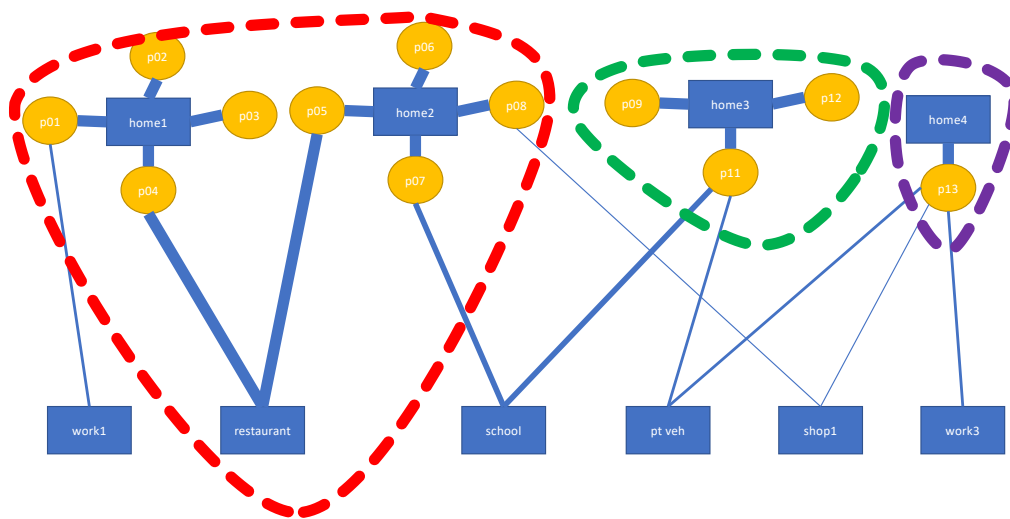 p02
p06
p01
home1
p03
p05
home2
p08
p04
p07
p09
home3
p12
p11
home4
p13
work1
restaurant
school
pt veh
shop1
work3